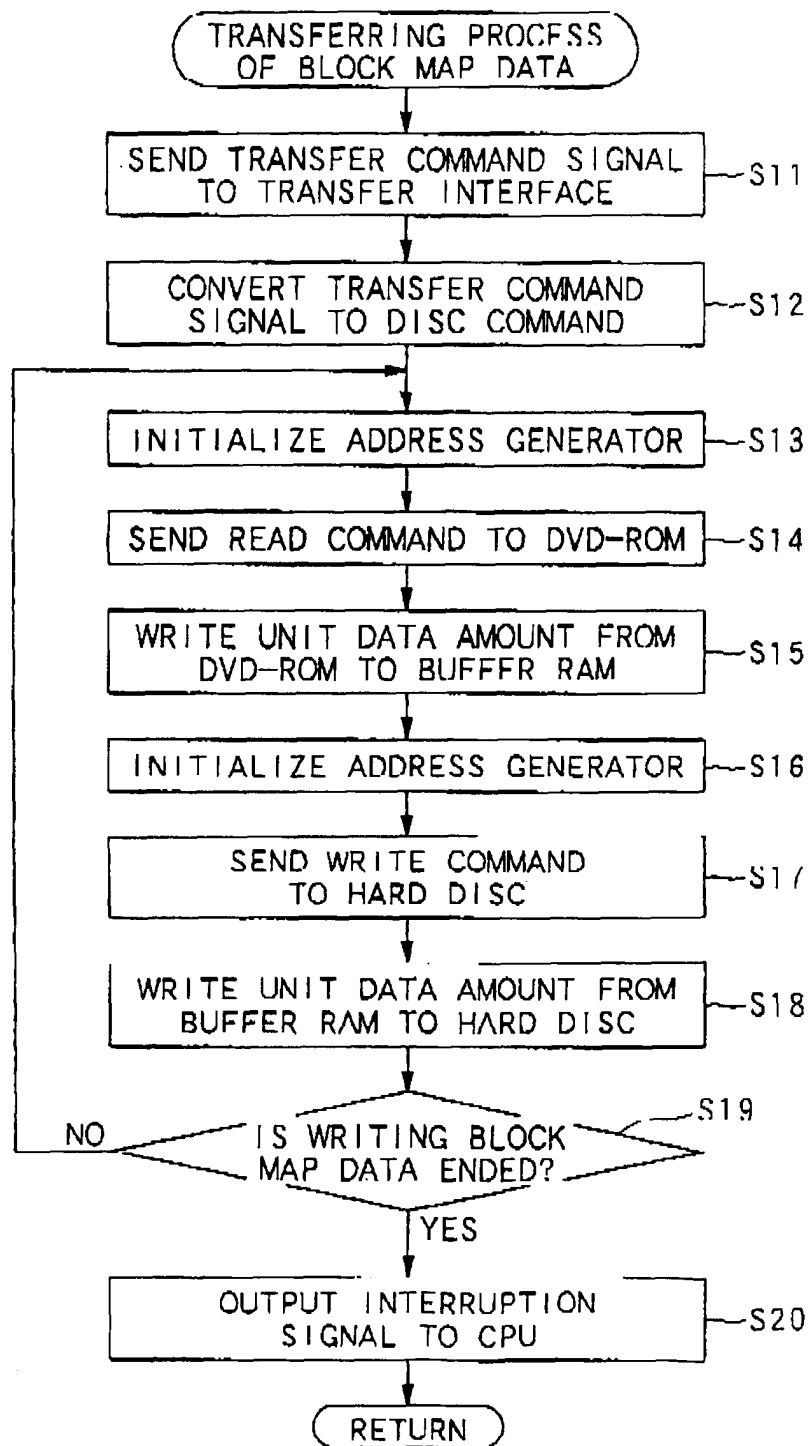 TRANSFERRING PROCESS
OF BLOCK MAP DATA
SEND TRANSFER COMMAND SIGNAL
TO TRANSFER INTERFACE
S11
CONVERT TRANSFER COMMAND
SIGNAL TO DISC COMMAND
S12
INITIALIZE ADDRESS GENERATOR
S13
SEND READ COMMAND TO DVD-ROM
S14
WRITE UNIT DATA AMOUNT FROM
DVD-ROM TO BUFFFR RAM
S15
INITIALIZE ADDRESS GENERATOR
S16
SEND WRITE COMMAND
TO HARD DISC
S17
WRITE UNIT DATA AMOUNT FROM
BUFFER RAM TO HARD DISC
S18
S19
NO
IS WRITING BLOCK
MAP DATA ENDED?
YES
OUTPUT INTERRUPTION
SIGNAL TO CPU
S20
RETURN